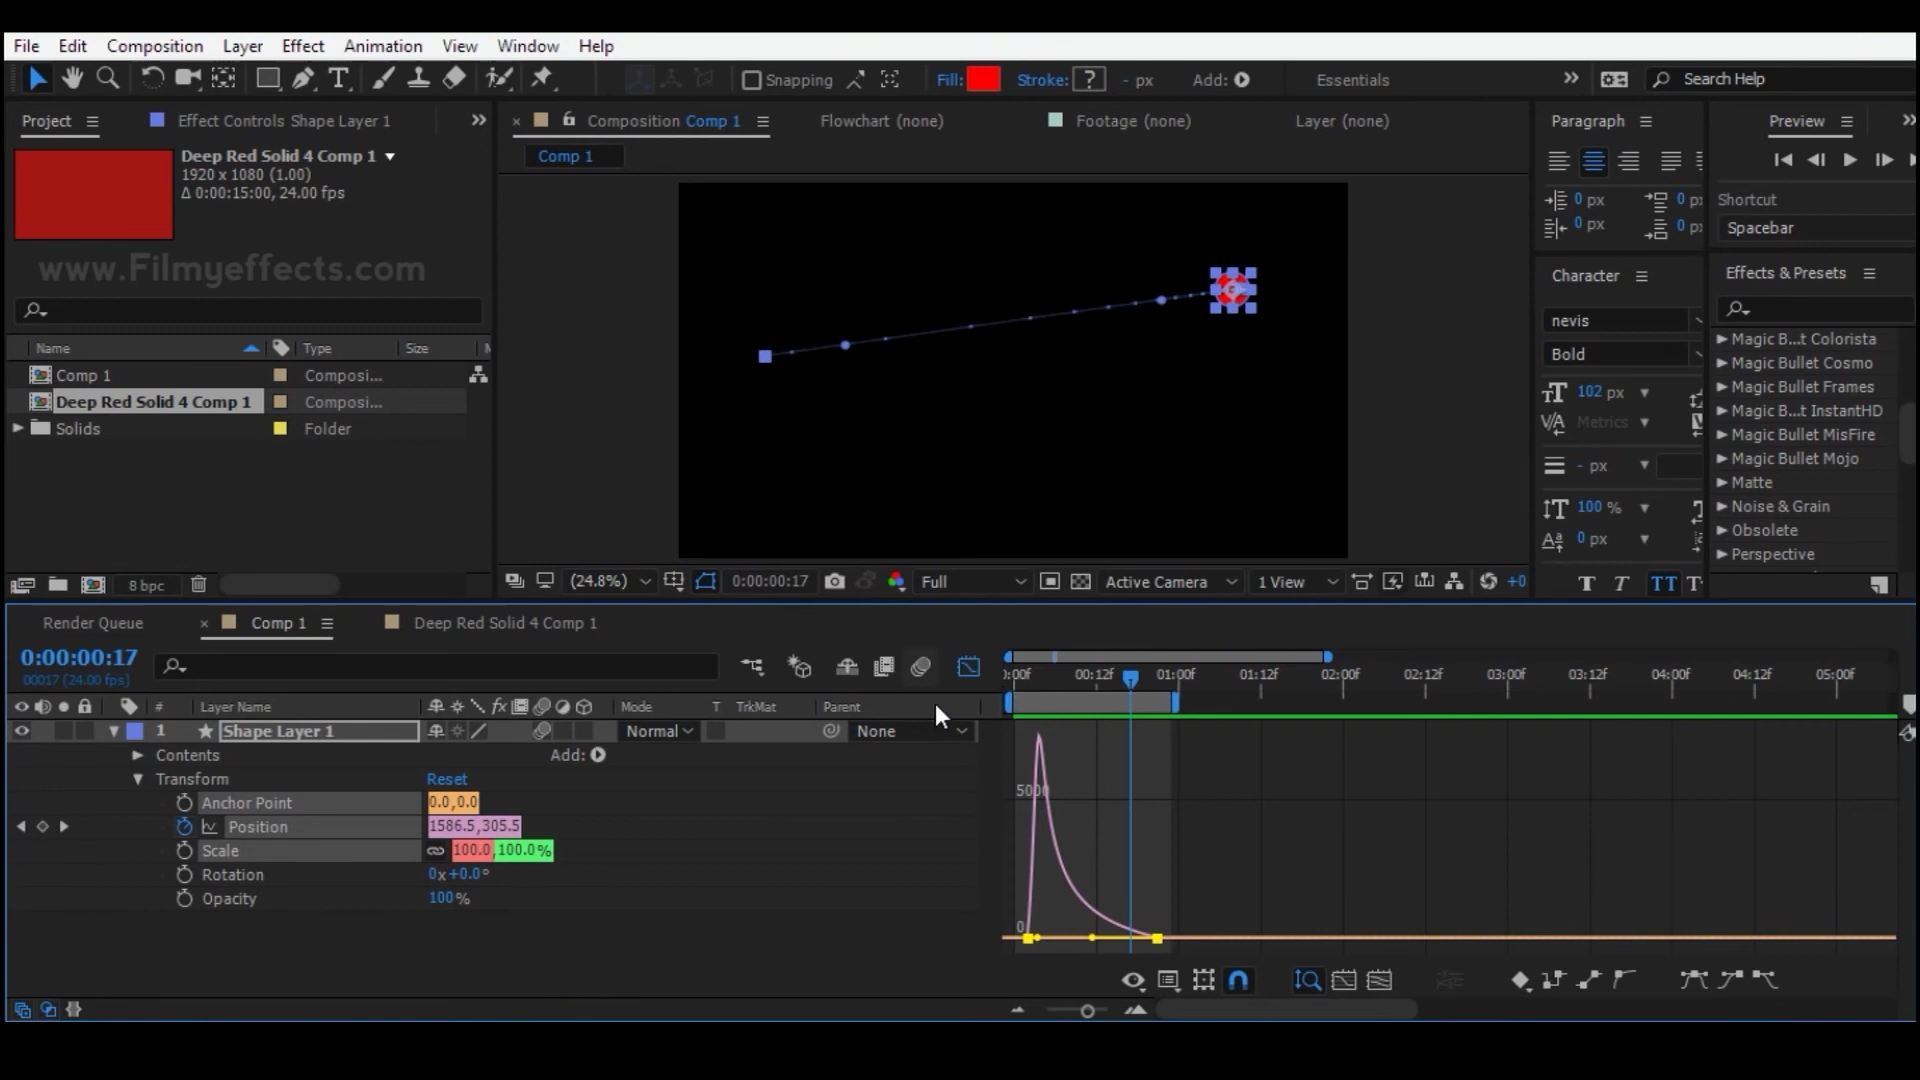 File Edit Composition Layer Effect Animation View Window Help
Snapping Fill: Stroke: ? - px Add: Essentials Search Help
Project Effect Controls Shape Layer 1
Composition Comp 1 Flowchart (none) Footage (none) Layer (none)
Paragraph Preview
Deep Red Solid 4 Comp 1
1920 x 1080 (1.00)
Δ 0:00:15:00, 24.00 fps
Comp 1
0 px 0 px
0 px 0 px
Shortcut
Spacebar
www.Filmyeffects.com
Character
Effects & Presets
nevis
Bold
102 px
Metrics
- px
100 %
0 px
T T TT
Magic B...t Colorista
Magic Bullet Cosmo
Magic Bullet Frames
Magic B...t InstantHD
Magic Bullet MisFire
Magic Bullet Mojo
Matte
Noise & Grain
Obsolete
Perspective
Name Type Size
Comp 1 Composi...
Deep Red Solid 4 Comp 1 Composi...
Solids Folder
8 bpc
(24.8%) 0:00:00:17 Full Active Camera 1 View +0
Render Queue Comp 1 Deep Red Solid 4 Comp 1
0:00:00:17
00017 (24.00 fps)
:00f 00:12f 01:00f 01:12f 02:00f 02:12f 03:00f 03:12f 04:00f 04:12f 05:00f
# Layer Name fx Mode T TrkMat Parent
1 Shape Layer 1 Normal None
Contents Add:
Transform Reset
Anchor Point 0.0,0.0
Position 1586.5,305.5
Scale 100.0,100.0%
Rotation 0x+0.0°
Opacity 100%
5000
0